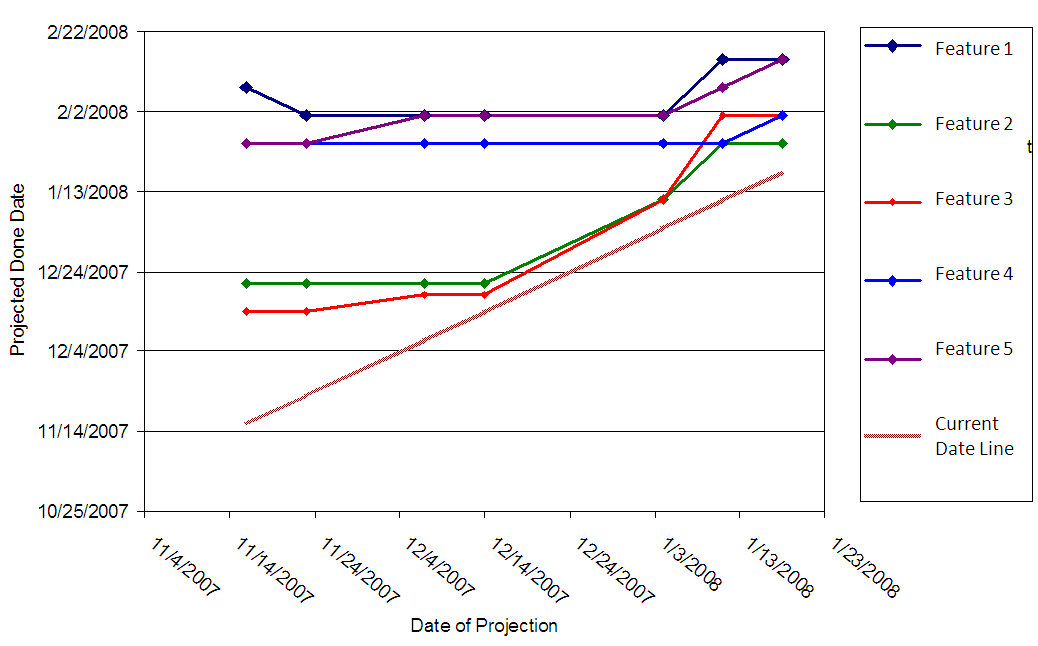 2/22/2008
2/2/2008
1/13/2008
12/24/2007
12/4/2007
11/14/2007
10/25/2007
Projected Done Date
11/4/2007
11/14/2007
11/24/2007
12/4/2007
12/14/2007
12/24/2007
1/3/2008
1/13/2008
1/23/2008
Date of Projection
Feature 1
Feature 2
t
Feature 3
Feature 4
Feature 5
Current
Date Line